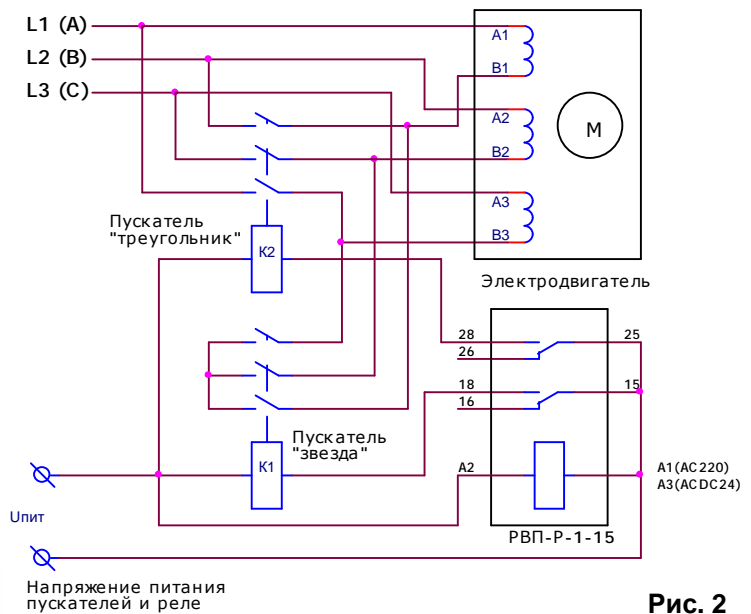 L1 (A)
L2 (B)
L3 (C)
A1
B1
A2
B2
A3
B3
M
Электродвигатель
Пускатель
"треугольник"
K2
28
26
25
18
16
15
Пускатель
"звезда"
K1
A2
A1(AC220)
A3(ACDC24)
Uпит
РВП-Р-1-15
Напряжение питания
пускателей и реле
Рис. 2